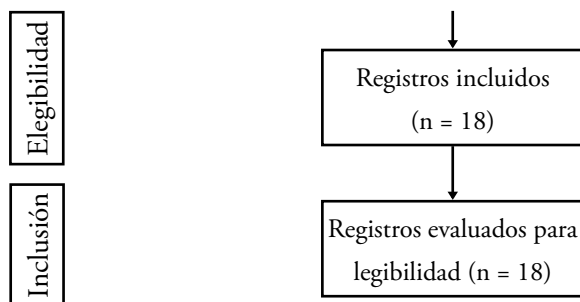 Elegibilidad
Registros incluidos
(n = 18)
Inclusión
Registros evaluados para
legibilidad (n = 18)